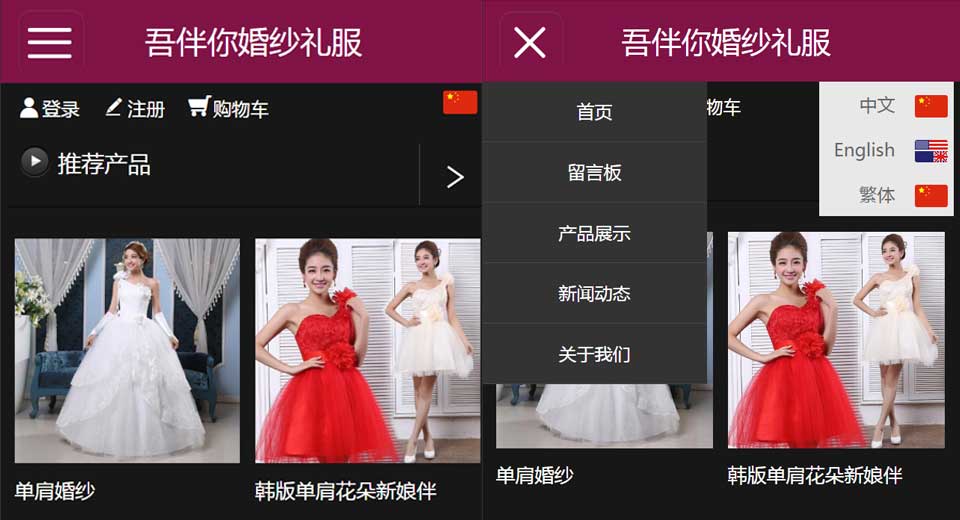 吾伴你婚纱礼服
登录 注册 购物车
推荐产品
单肩婚纱
韩版单肩花朵新娘伴
吾伴你婚纱礼服
物车
首页
留言板
产品展示
新闻动态
关于我们
中文
English
繁体
单肩婚纱
韩版单肩花朵新娘伴